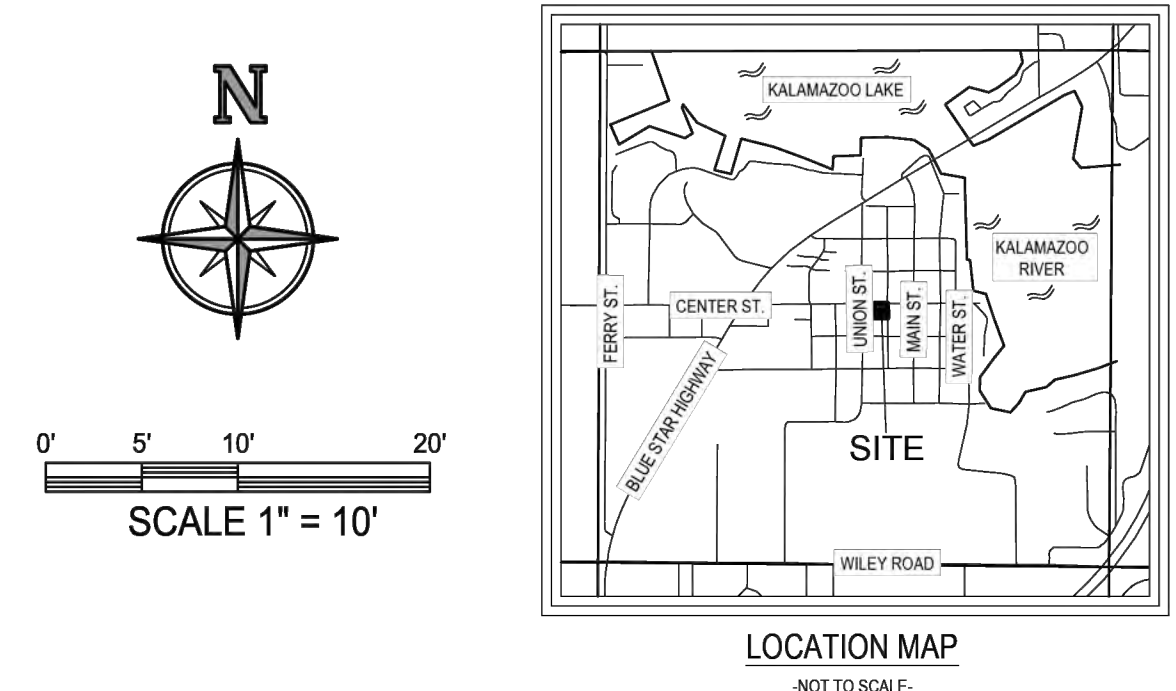 N
0' 5' 10' 20'
SCALE 1" = 10'
KALAMAZOO LAKE
KALAMAZOO
RIVER
FERRY ST.
CENTER ST.
UNION ST.
MAIN ST.
WATER ST.
BLUE STAR HIGHWAY
SITE
WILEY ROAD
LOCATION MAP
-NOT TO SCALE-